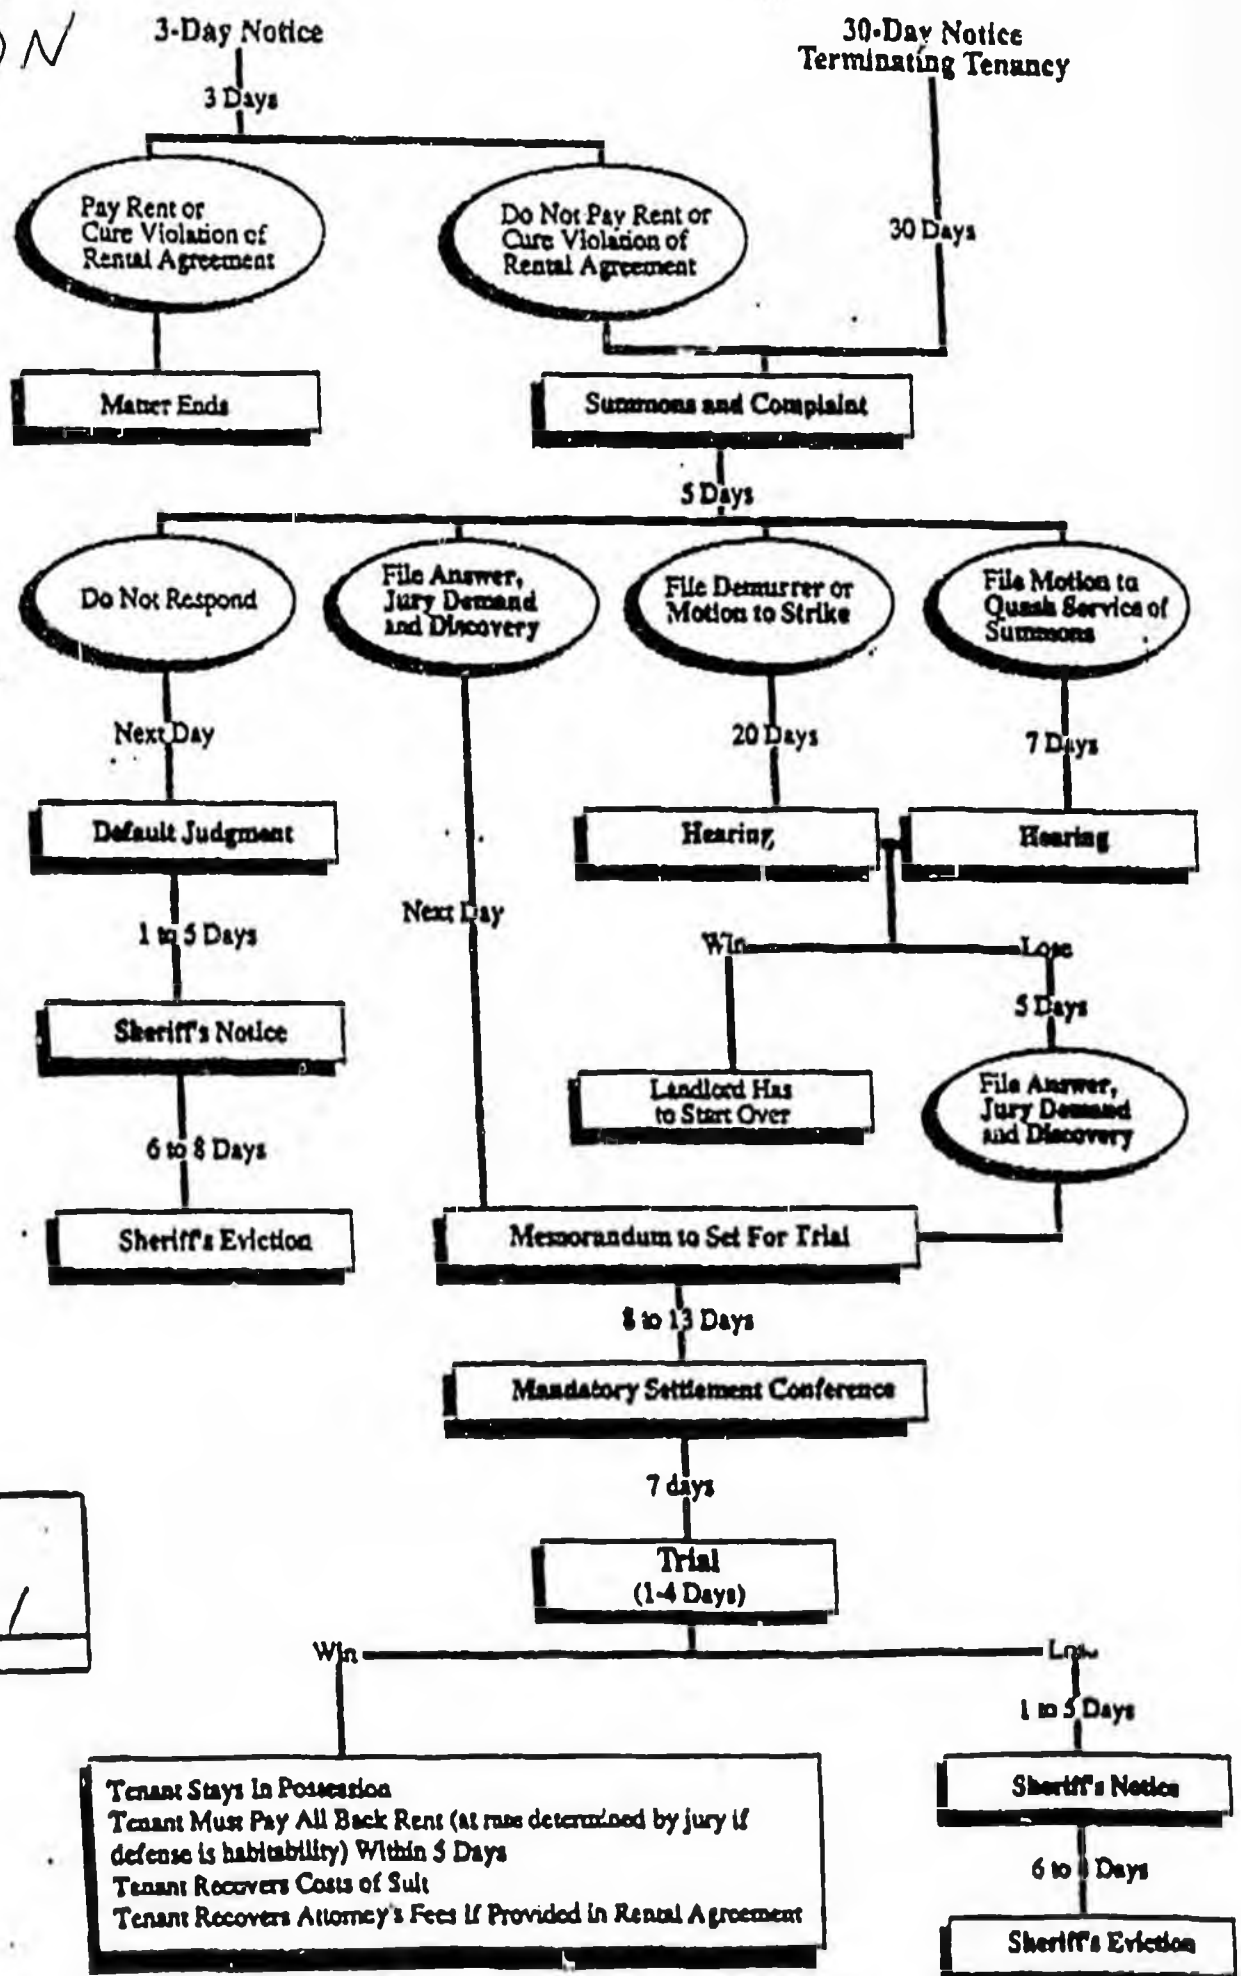 ON
3-Day Notice
30-Day Notice
Terminating Tenancy
3 Days
Pay Rent or
Cure Violation of
Rental Agreement
Do Not Pay Rent or
Cure Violation of
Rental Agreement
30 Days
Matter Ends
Summons and Complaint
5 Days
Do Not Respond
File Answer,
Jury Demand
and Discovery
File Demurrer or
Motion to Strike
File Motion to
Quash Service of
Summons
Next Day
20 Days
7 Days
Default Judgment
Hearing
Hearing
Next Day
1 to 5 Days
Win
Lose
5 Days
Sheriff's Notice
Landlord Has
to Start Over
File Answer,
Jury Demand
and Discovery
6 to 8 Days
Sheriff's Eviction
Memorandum to Set For Trial
8 to 13 Days
Mandatory Settlement Conference
7 days
Trial
(1-4 Days)
Win
Lose
1 to 5 Days
Tenant Stays In Possession
Tenant Must Pay All Back Rent (at rate determined by jury if
defense is habitability) Within 5 Days
Tenant Recovers Costs of Suit
Tenant Recovers Attorney's Fees If Provided in Rental Agreement
Sheriff's Notice
6 to 8 Days
Sheriff's Eviction